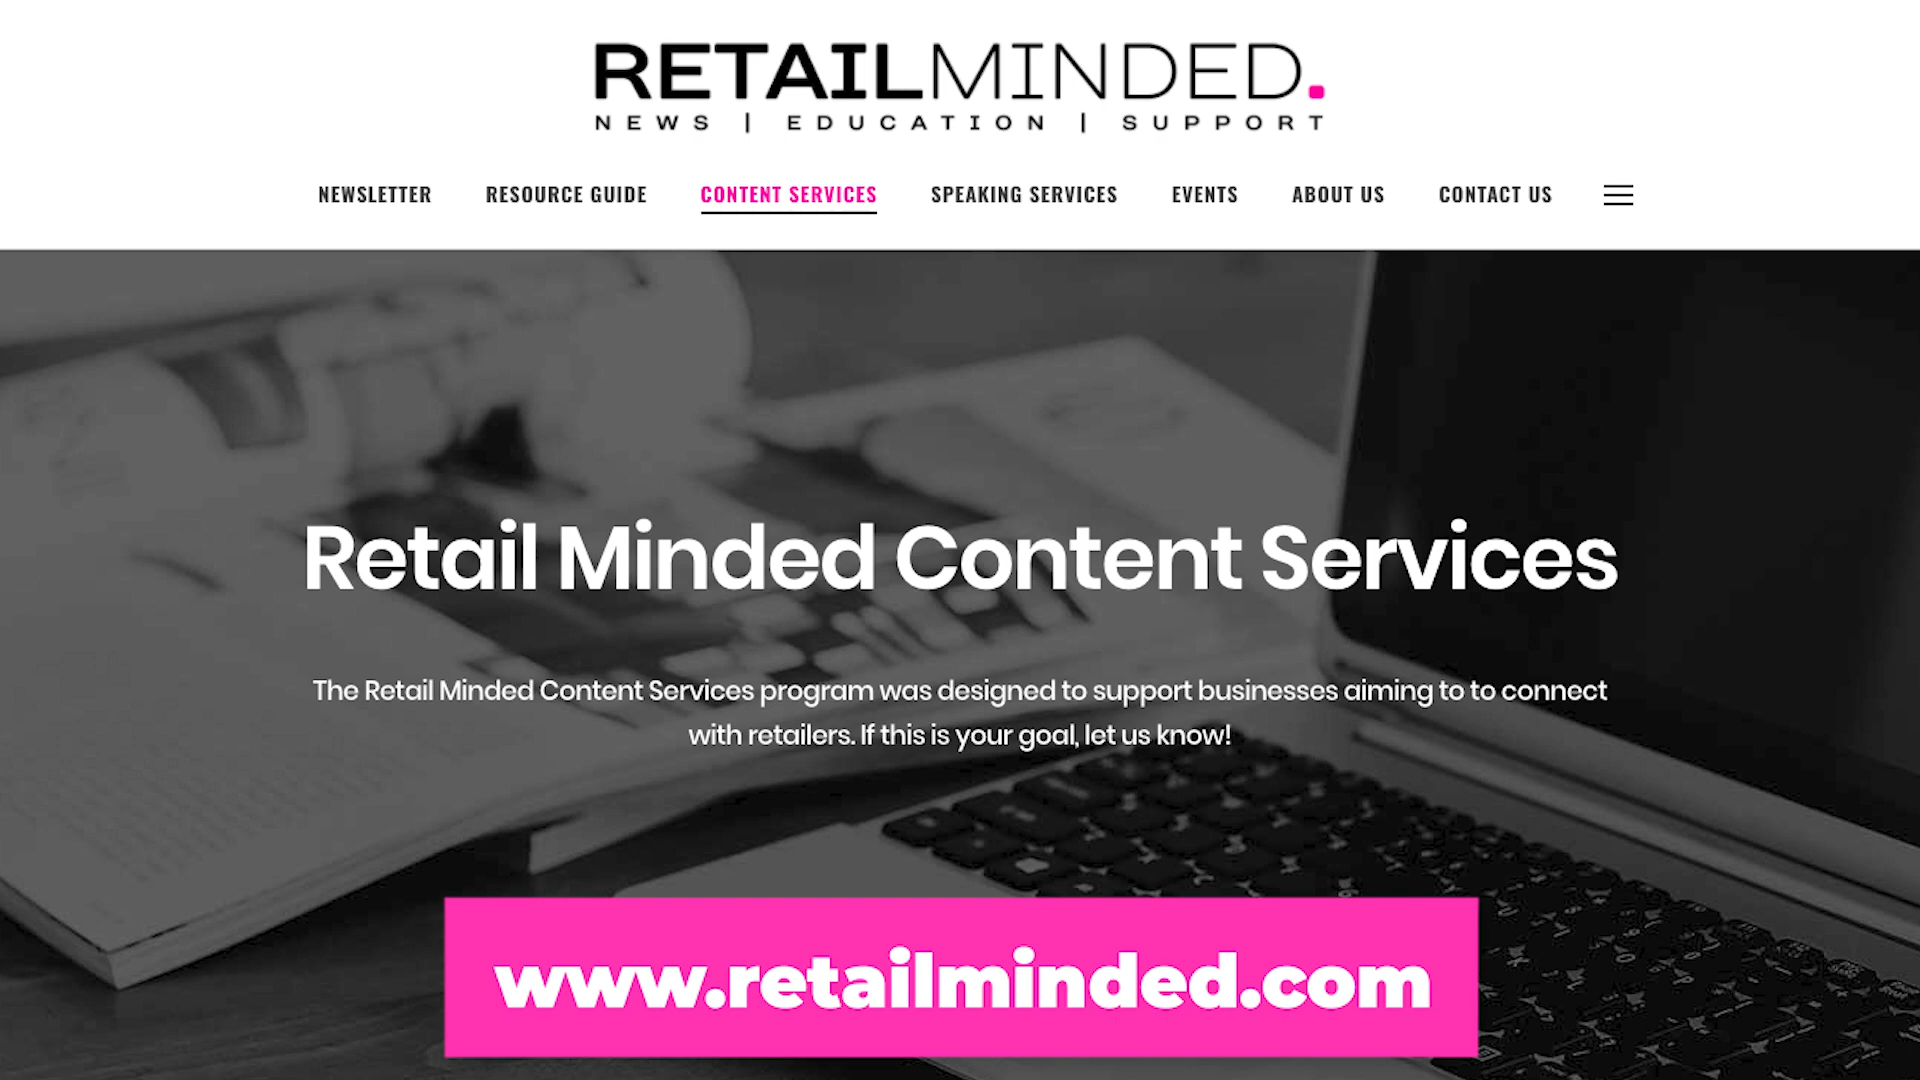 RETAILMINDED.
NEWS | EDUCATION | SUPPORT
NEWSLETTER RESOURCE GUIDE CONTENT SERVICES SPEAKING SERVICES EVENTS ABOUT US CONTACT US
Retail Minded Content Services
The Retail Minded Content Services program was designed to support businesses aiming to to connect
with retailers. If this is your goal, let us know!
www.retailminded.com